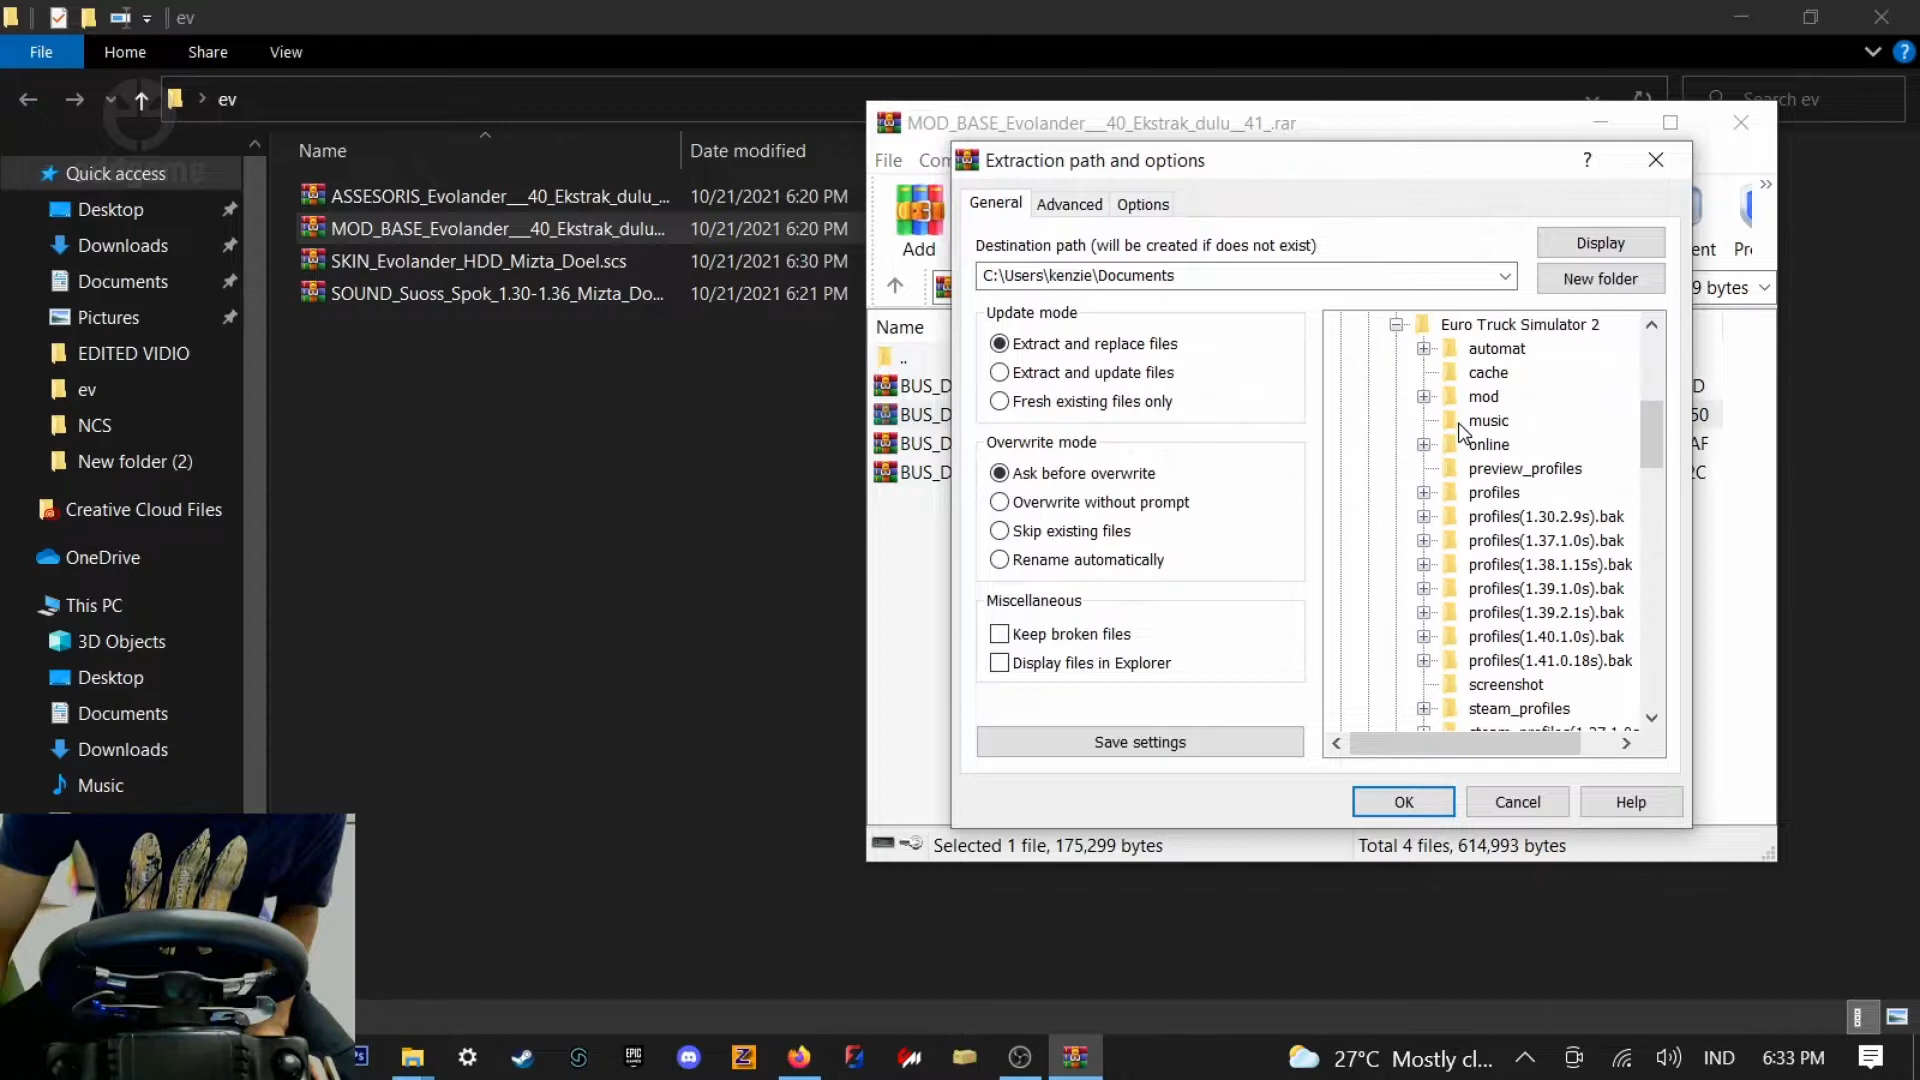 ev
File
Home
Share
View
ev
Search ev
Name
Date modified
ASSESORIS_Evolander___40_Ekstrak_dulu_...
10/21/2021 6:20 PM
MOD_BASE_Evolander___40_Ekstrak_dulu...
10/21/2021 6:20 PM
SKIN_Evolander_HDD_Mizta_Doel.scs
10/21/2021 6:30 PM
SOUND_Suoss_Spok_1.30-1.36_Mizta_Do...
10/21/2021 6:21 PM
Quick access
Desktop
Downloads
Documents
Pictures
EDITED VIDIO
ev
NCS
New folder (2)
Creative Cloud Files
OneDrive
This PC
3D Objects
Desktop
Documents
Downloads
Music
MOD_BASE_Evolander___40_Ekstrak_dulu__41_.rar
File
Com
Add
ent
Pr
9 bytes
Name
..
BUS_D
BUS_D
BUS_D
BUS_D
D
50
AF
2C
Extraction path and options
?
General
Advanced
Options
Destination path (will be created if does not exist)
Display
C:\Users\kenzie\Documents
New folder
Update mode
Extract and replace files
Extract and update files
Fresh existing files only
Overwrite mode
Ask before overwrite
Overwrite without prompt
Skip existing files
Rename automatically
Miscellaneous
Keep broken files
Display files in Explorer
Save settings
Euro Truck Simulator 2
automat
cache
mod
music
online
preview_profiles
profiles
profiles(1.30.2.9s).bak
profiles(1.37.1.0s).bak
profiles(1.38.1.15s).bak
profiles(1.39.1.0s).bak
profiles(1.39.2.1s).bak
profiles(1.40.1.0s).bak
profiles(1.41.0.18s).bak
screenshot
steam_profiles
OK
Cancel
Help
Selected 1 file, 175,299 bytes
Total 4 files, 614,993 bytes
27°C Mostly cl...
IND
6:33 PM